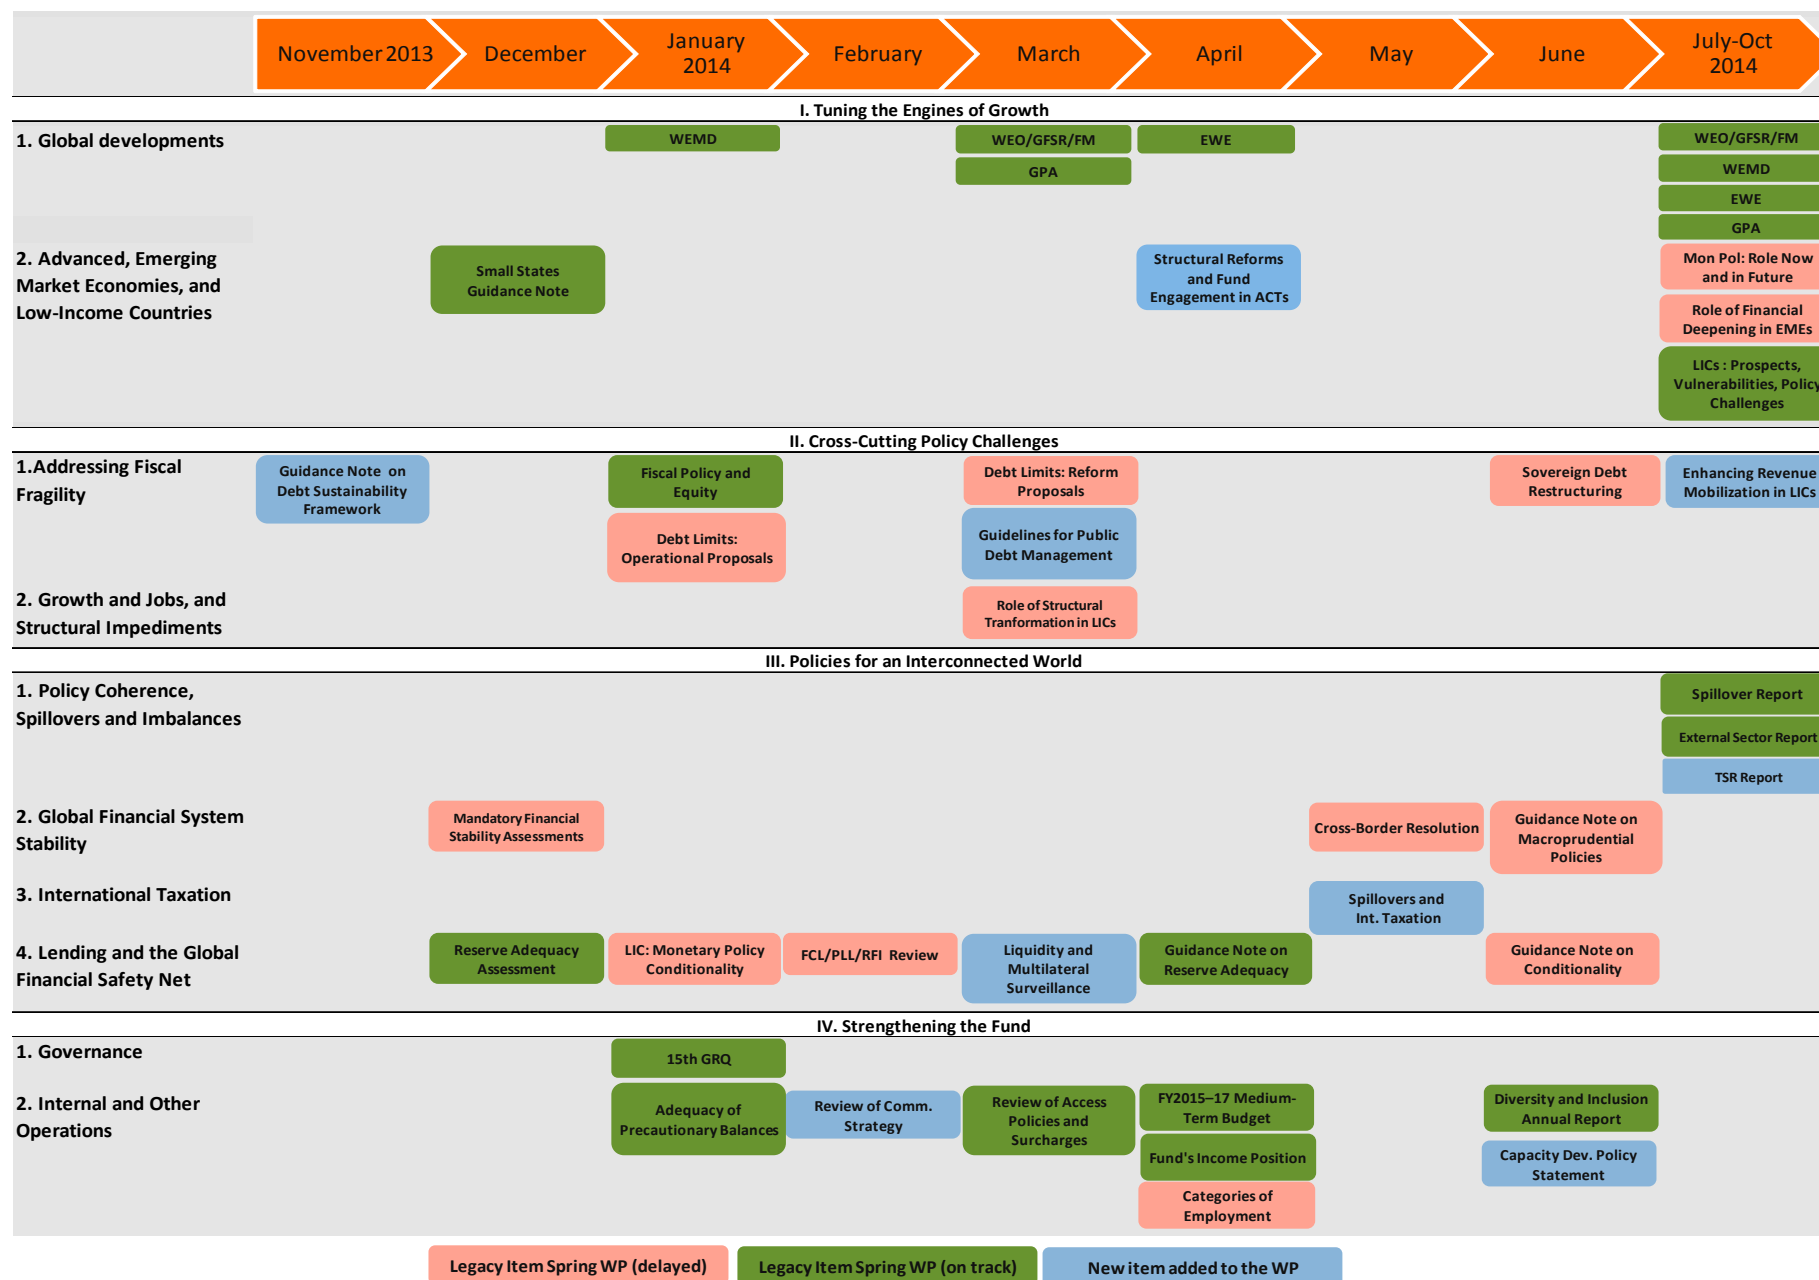 November 2013
December
January
2014
February
March
April
May
June
July-Oct
2014
I. Tuning the Engines of Growth
1. Global developments
WEMD
WEO/GFSR/FM
GPA
EWE
WEO/GFSR/FM
WEMD
EWE
GPA
2. Advanced, Emerging
Market Economies, and
Low-Income Countries
Small States
Guidance Note
Structural Reforms
and Fund
Engagement in ACTs
Mon Pol: Role Now
and in Future
Role of Financial
Deepening in EMEs
LICs : Prospects,
Vulnerabilities, Policy
Challenges
II. Cross-Cutting Policy Challenges
1.Addressing Fiscal
Fragility
Guidance Note on
Debt Sustainability
Framework
Fiscal Policy and
Equity
Debt Limits:
Operational Proposals
Debt Limits: Reform
Proposals
Guidelines for Public
Debt Management
Sovereign Debt
Restructuring
Enhancing Revenue
Mobilization in LICs
2. Growth and Jobs, and
Structural Impediments
Role of Structural
Tranformation in LICs
III. Policies for an Interconnected World
1. Policy Coherence,
Spillovers and Imbalances
Spillover Report
External Sector Report
TSR Report
2. Global Financial System
Stability
Mandatory Financial
Stability Assessments
Cross-Border Resolution
Guidance Note on
Macroprudential
Policies
3. International Taxation
Spillovers and
Int. Taxation
4. Lending and the Global
Financial Safety Net
Reserve Adequacy
Assessment
LIC: Monetary Policy
Conditionality
FCL/PLL/RFI Review
Liquidity and
Multilateral
Surveillance
Guidance Note on
Reserve Adequacy
Guidance Note on
Conditionality
IV. Strengthening the Fund
1. Governance
15th GRQ
2. Internal and Other
Operations
Adequacy of
Precautionary Balances
Review of Comm.
Strategy
Review of Access
Policies and
Surcharges
FY2015–17 Medium-
Term Budget
Fund's Income Position
Categories of
Employment
Diversity and Inclusion
Annual Report
Capacity Dev. Policy
Statement
Legacy Item Spring WP (delayed)
Legacy Item Spring WP (on track)
New item added to the WP